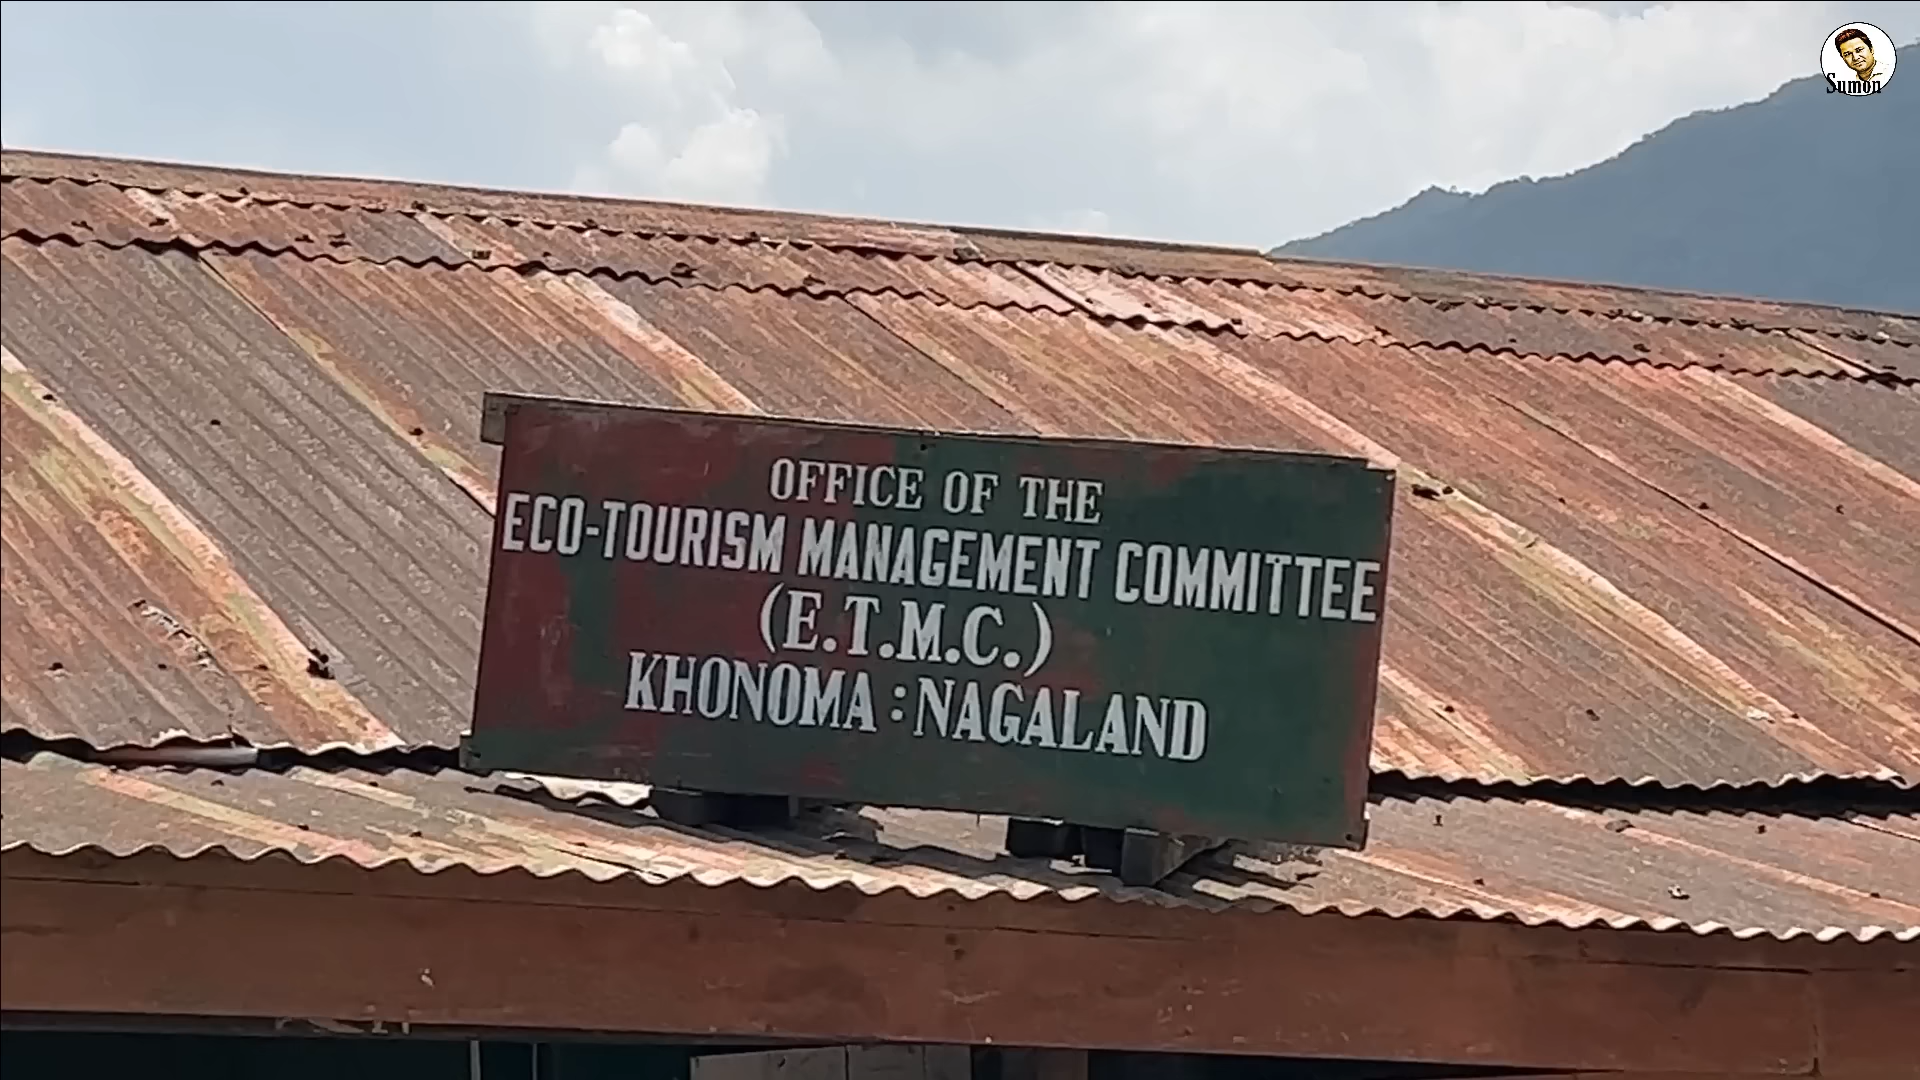 Sumon
OFFICE OF THE
ECO-TOURISM MANAGEMENT COMMITTEE
(E.T.M.C.)
KHONOMA : NAGALAND